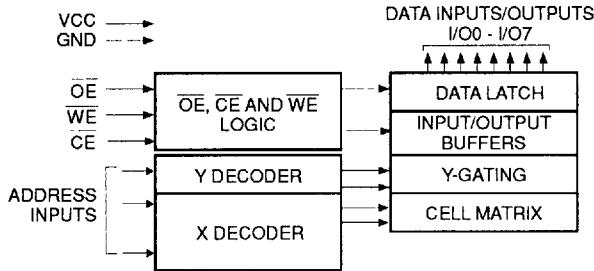 VCC
GND
DATA INPUTS/OUTPUTS
I/O0 - I/O7
OE
WE
CE
OE, CE AND WE
LOGIC
DATA LATCH
INPUT/OUTPUT
BUFFERS
ADDRESS
INPUTS
Y DECODER
Y-GATING
X DECODER
CELL MATRIX